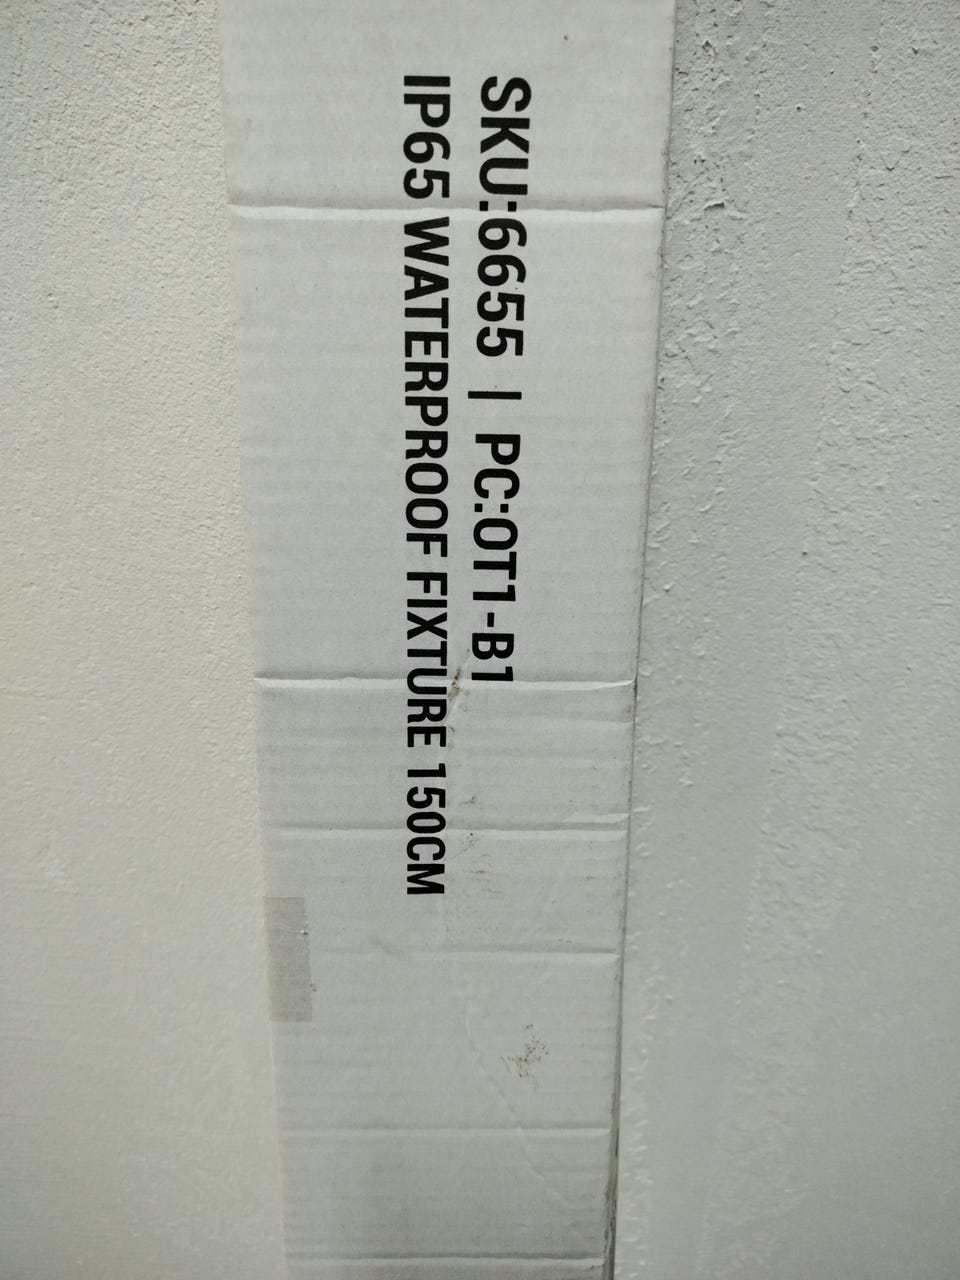 SKU:6655 | PC:OT1-B1
IP65 WATERPROOF FIXTURE 150CM